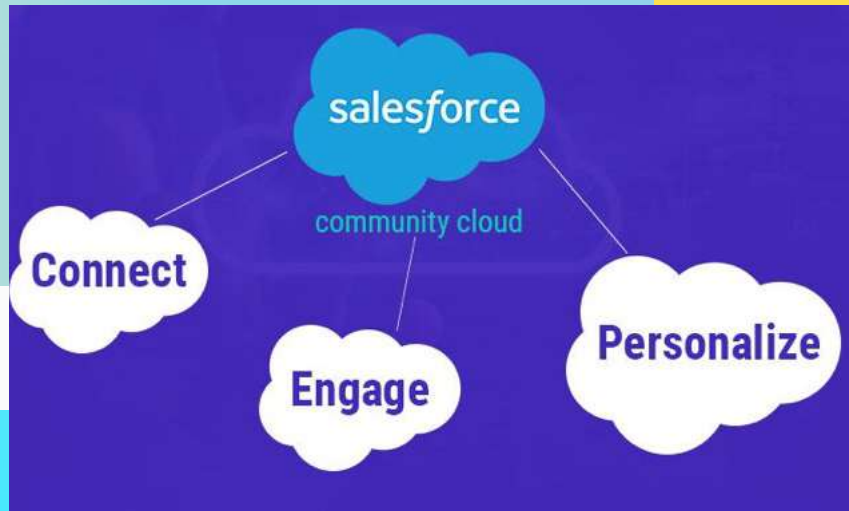 salesforce
community cloud
Connect
Engage
Personalize